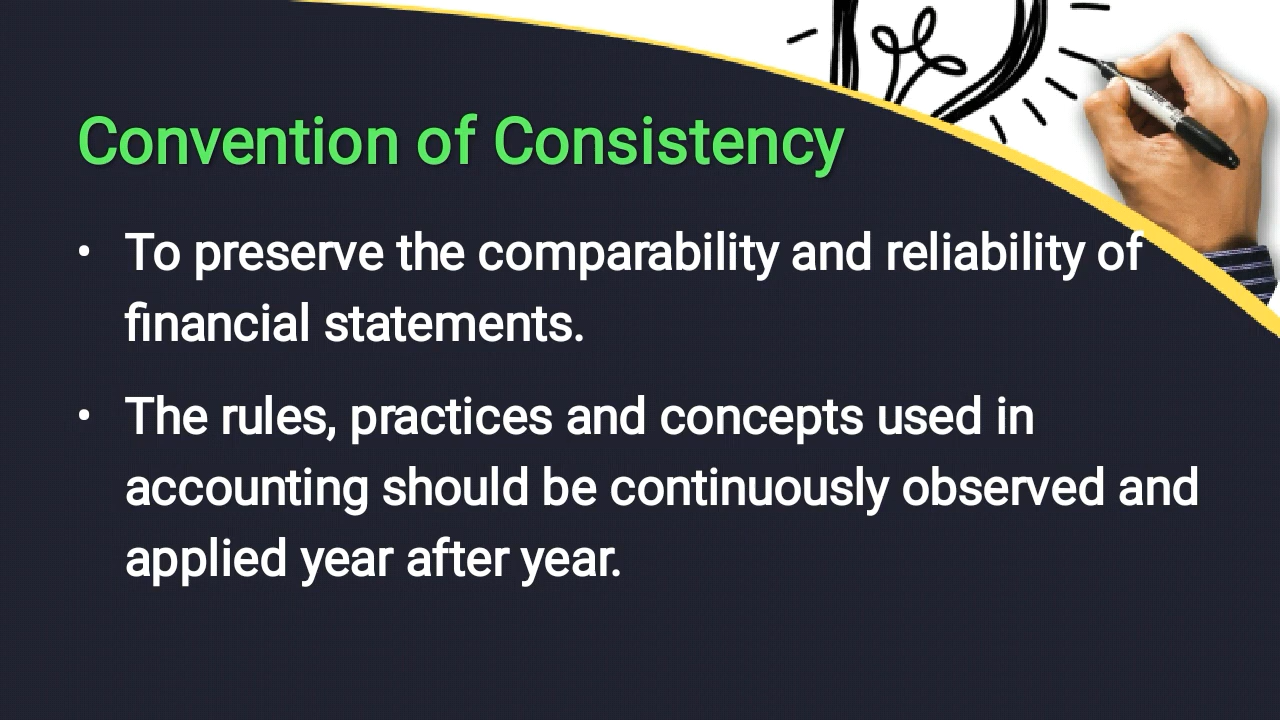 Convention of Consistency
• To preserve the comparability and reliability of
financial statements.
• The rules, practices and concepts used in
accounting should be continuously observed and
applied year after year.